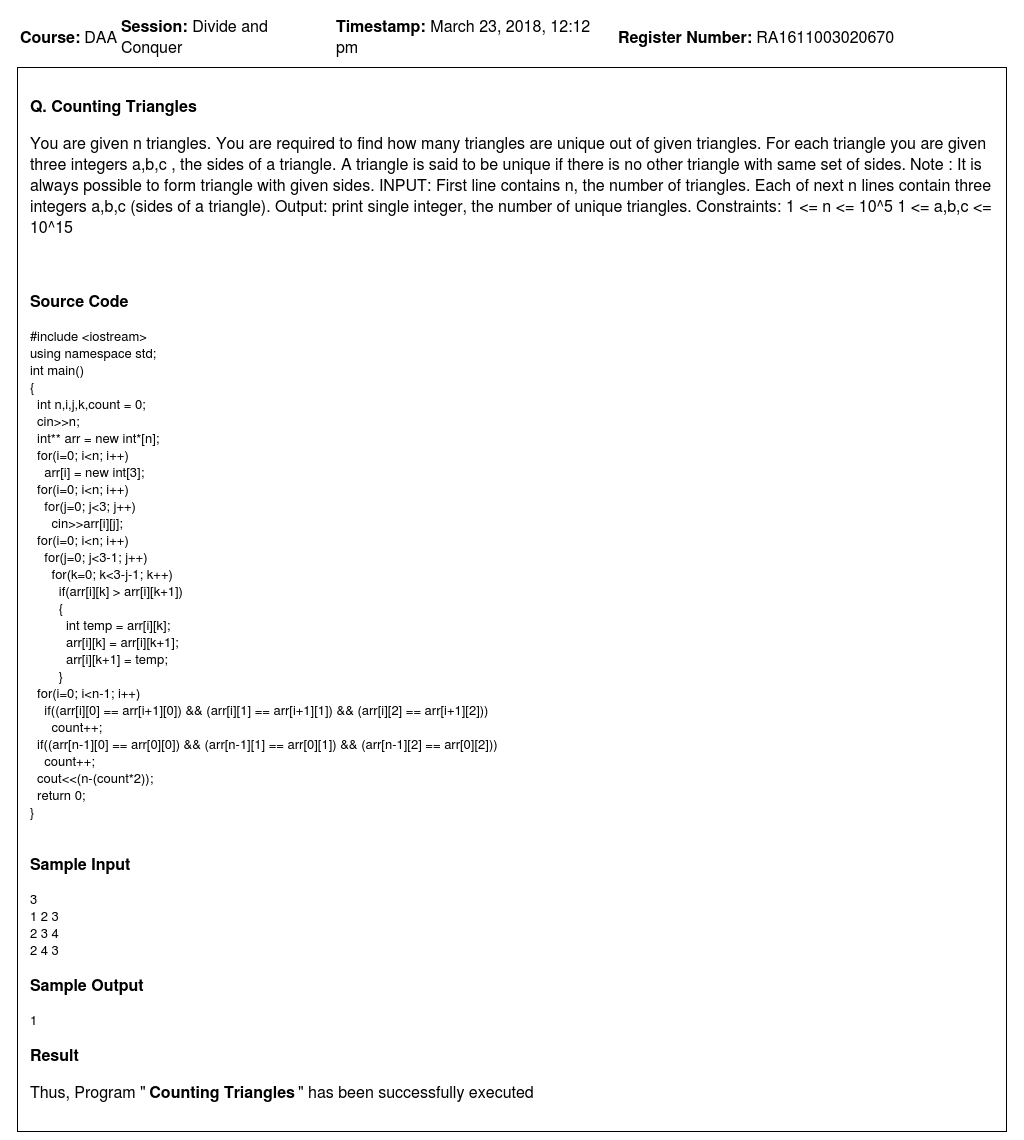 Course: DAA Session: Divide and Conquer Timestamp: March 23, 2018, 12:12 pm Register Number: RA1611003020670
Q. Counting Triangles
You are given n triangles. You are required to find how many triangles are unique out of given triangles. For each triangle you are given
three integers a,b,c , the sides of a triangle. A triangle is said to be unique if there is no other triangle with same set of sides. Note : It is
always possible to form triangle with given sides. INPUT: First line contains n, the number of triangles. Each of next n lines contain three
integers a,b,c (sides of a triangle). Output: print single integer, the number of unique triangles. Constraints: 1 <= n <= 10^5 1 <= a,b,c <=
10^15
Source Code
#include <iostream>
using namespace std;
int main()
{
  int n,i,j,k,count = 0;
  cin>>n;
  int** arr = new int*[n];
  for(i=0; i<n; i++)
    arr[i] = new int[3];
  for(i=0; i<n; i++)
    for(j=0; j<3; j++)
      cin>>arr[i][j];
  for(i=0; i<n; i++)
    for(j=0; j<3-1; j++)
      for(k=0; k<3-j-1; k++)
        if(arr[i][k] > arr[i][k+1])
        {
          int temp = arr[i][k];
          arr[i][k] = arr[i][k+1];
          arr[i][k+1] = temp;
        }
  for(i=0; i<n-1; i++)
    if((arr[i][0] == arr[i+1][0]) && (arr[i][1] == arr[i+1][1]) && (arr[i][2] == arr[i+1][2]))
      count++;
  if((arr[n-1][0] == arr[0][0]) && (arr[n-1][1] == arr[0][1]) && (arr[n-1][2] == arr[0][2]))
    count++;
  cout<<(n-(count*2));
  return 0;
}
Sample Input
3
1 2 3
2 3 4
2 4 3
Sample Output
1
Result
Thus, Program " Counting Triangles " has been successfully executed